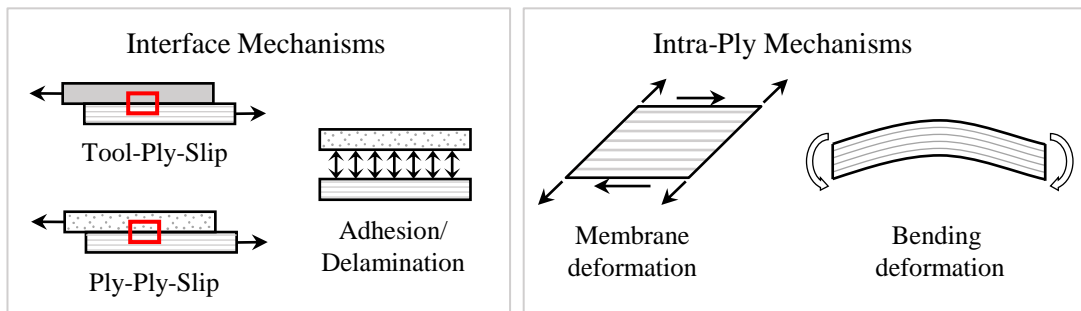 Interface Mechanisms
Tool-Ply-Slip
Ply-Ply-Slip
Adhesion/
Delamination
Intra-Ply Mechanisms
Membrane
deformation
Bending
deformation